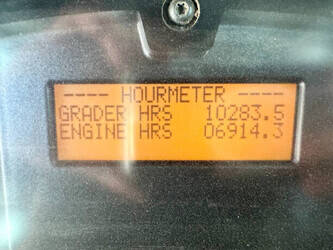 ---- HOURMETER ----
GRADER HRS 10283.5
ENGINE HRS 06914.3